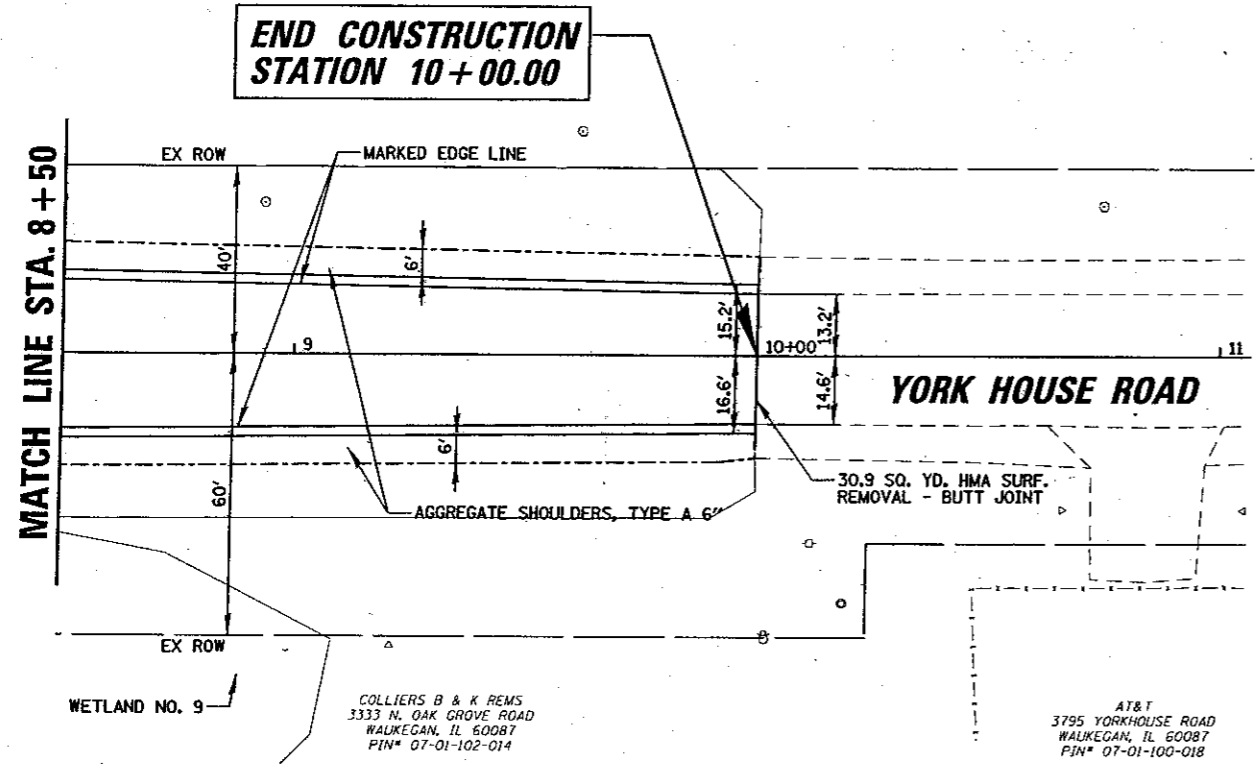 END CONSTRUCTION
STATION 10+00.00
MATCH LINE STA. 8+50
EX ROW
MARKED EDGE LINE
40'
6'
15.2'
13.2'
9
10+00
11
16.6'
14.6'
YORK HOUSE ROAD
6'
60'
30.9 SQ. YD. HMA SURF.
REMOVAL - BUTT JOINT
AGGREGATE SHOULDERS, TYPE A 6"
EX ROW
WETLAND NO. 9
COLLIERS B & K REMS
3333 N. OAK GROVE ROAD
WAUKEGAN, IL 60087
PIN# 07-01-102-014
AT&T
3795 YORKHOUSE ROAD
WAUKEGAN, IL 60087
PIN# 07-01-100-018